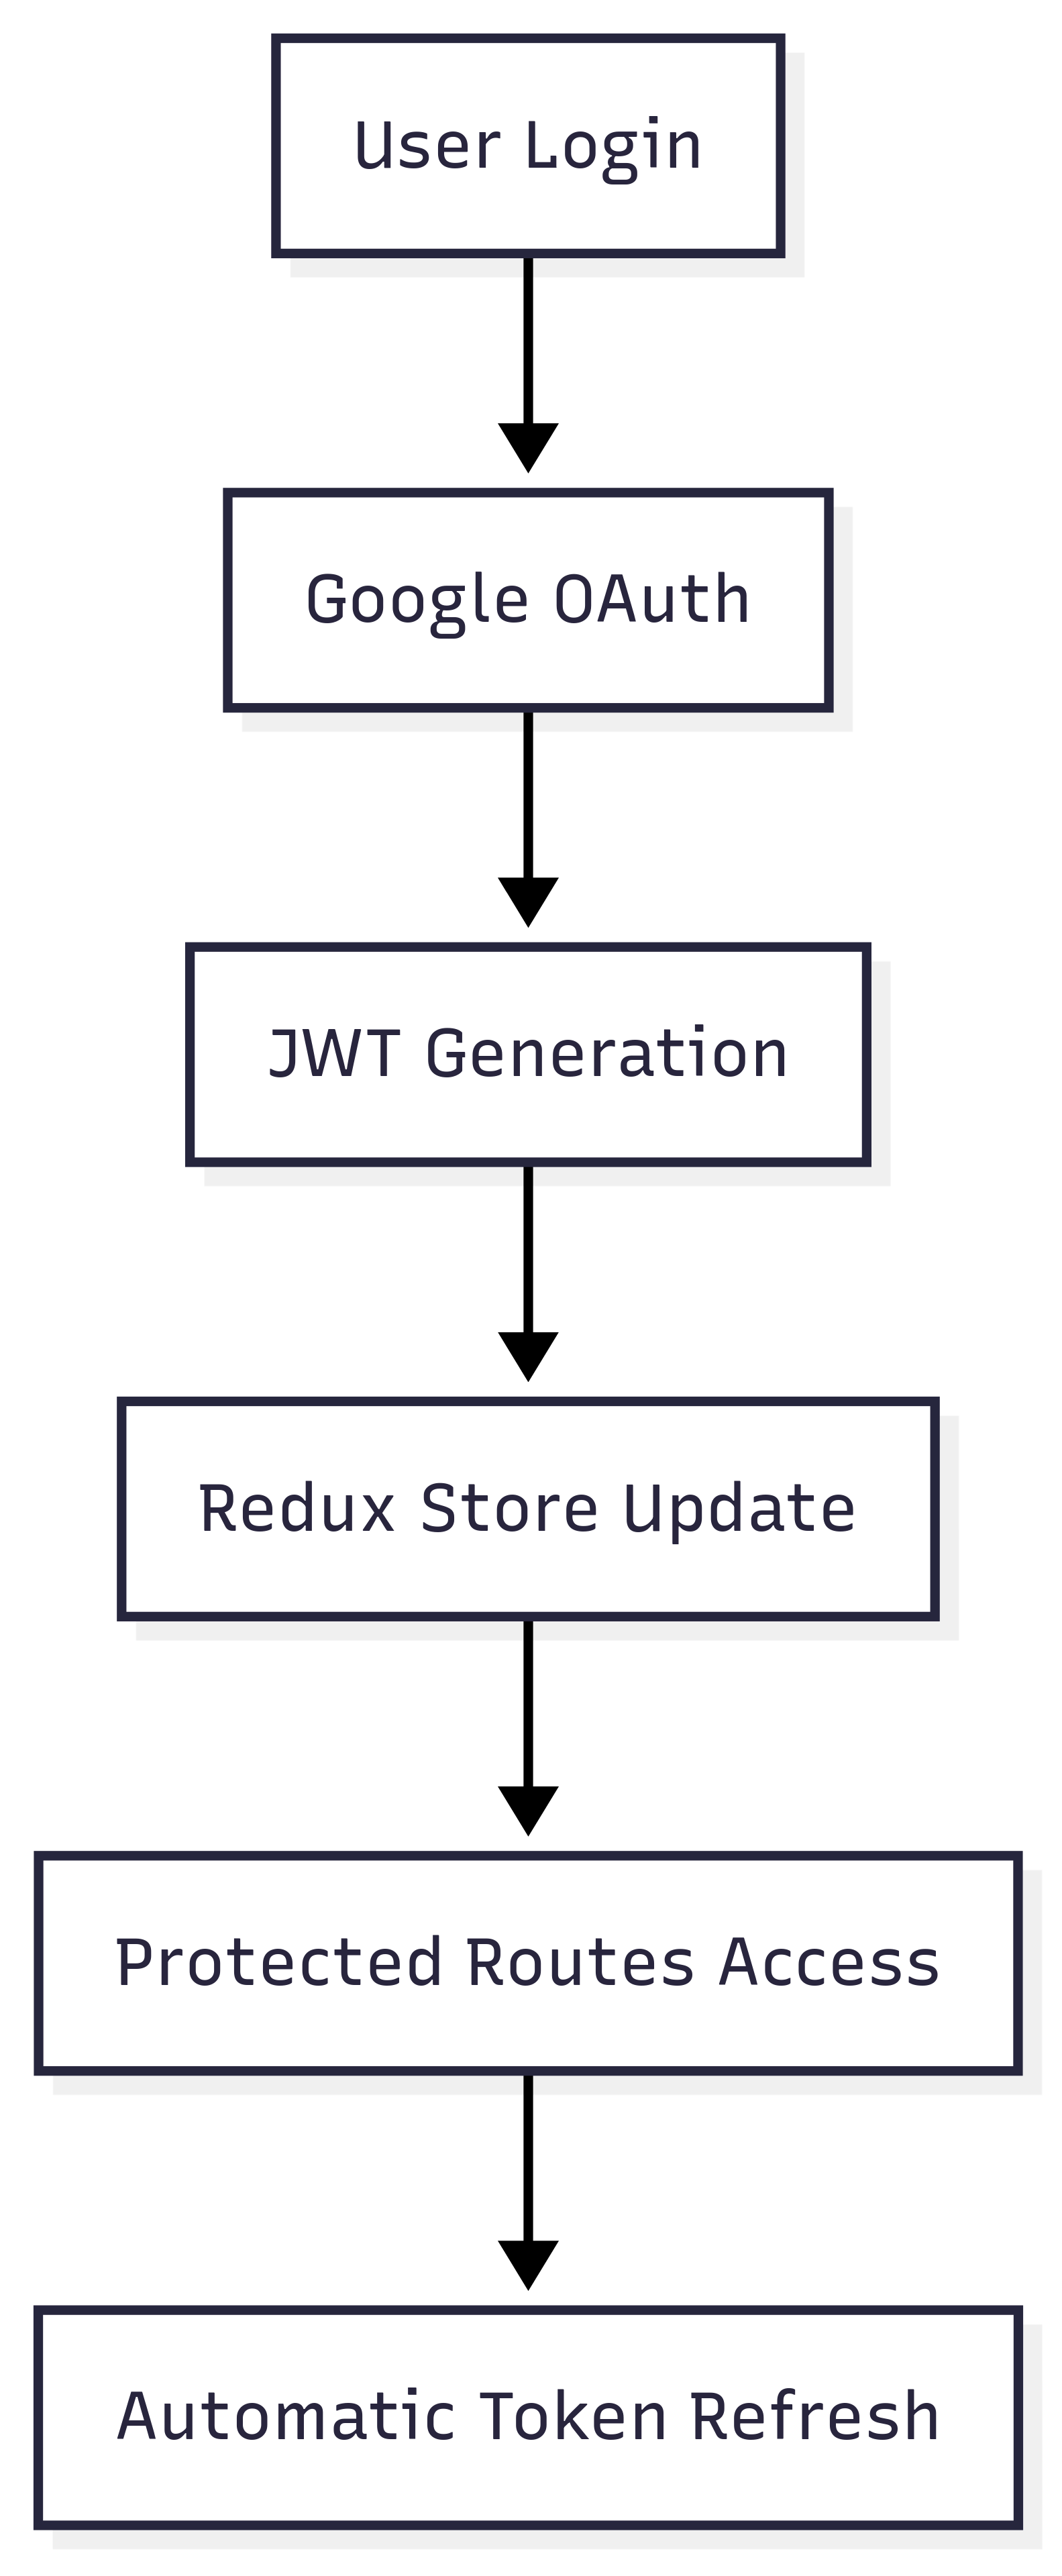 User Login
Google OAuth
JWT Generation
Redux Store Update
Protected Routes Access
Automatic Token Refresh